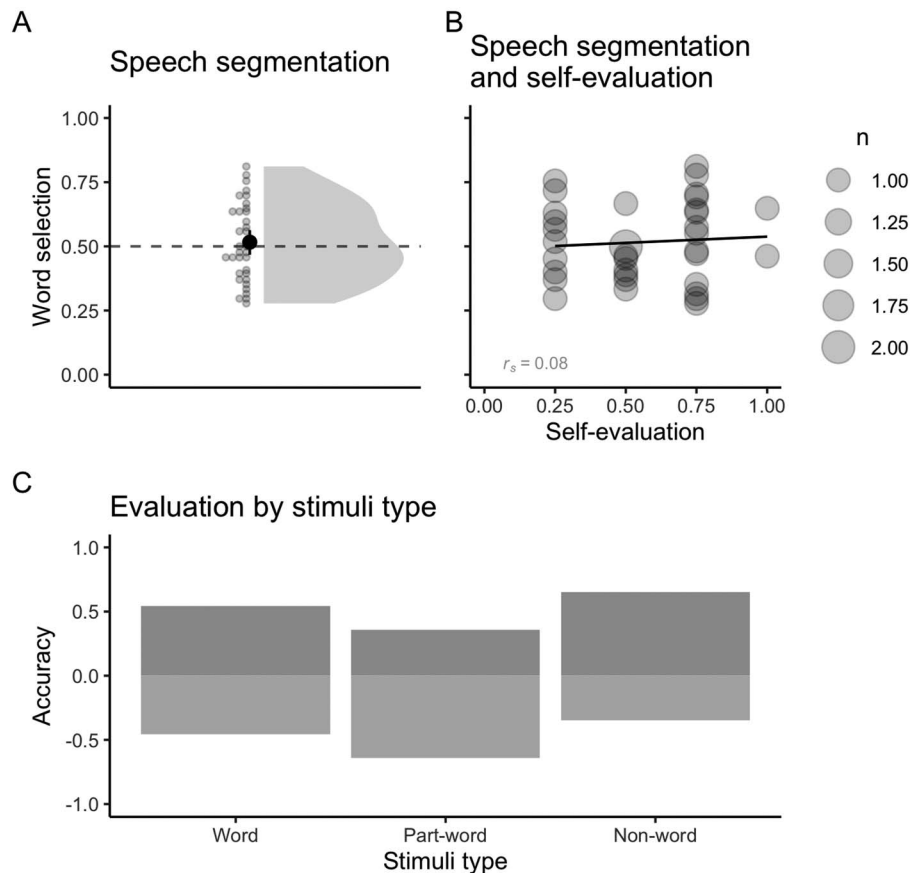 A
Speech segmentation
Word selection
1.00
0.75
0.50
0.25
0.00
B
Speech segmentation
and self-evaluation
rs = 0.08
0.00 0.25 0.50 0.75 1.00
Self-evaluation
n
1.00
1.25
1.50
1.75
2.00
C
Evaluation by stimuli type
Accuracy
1.0
0.5
0.0
-0.5
-1.0
Word Part-word Non-word
Stimuli type